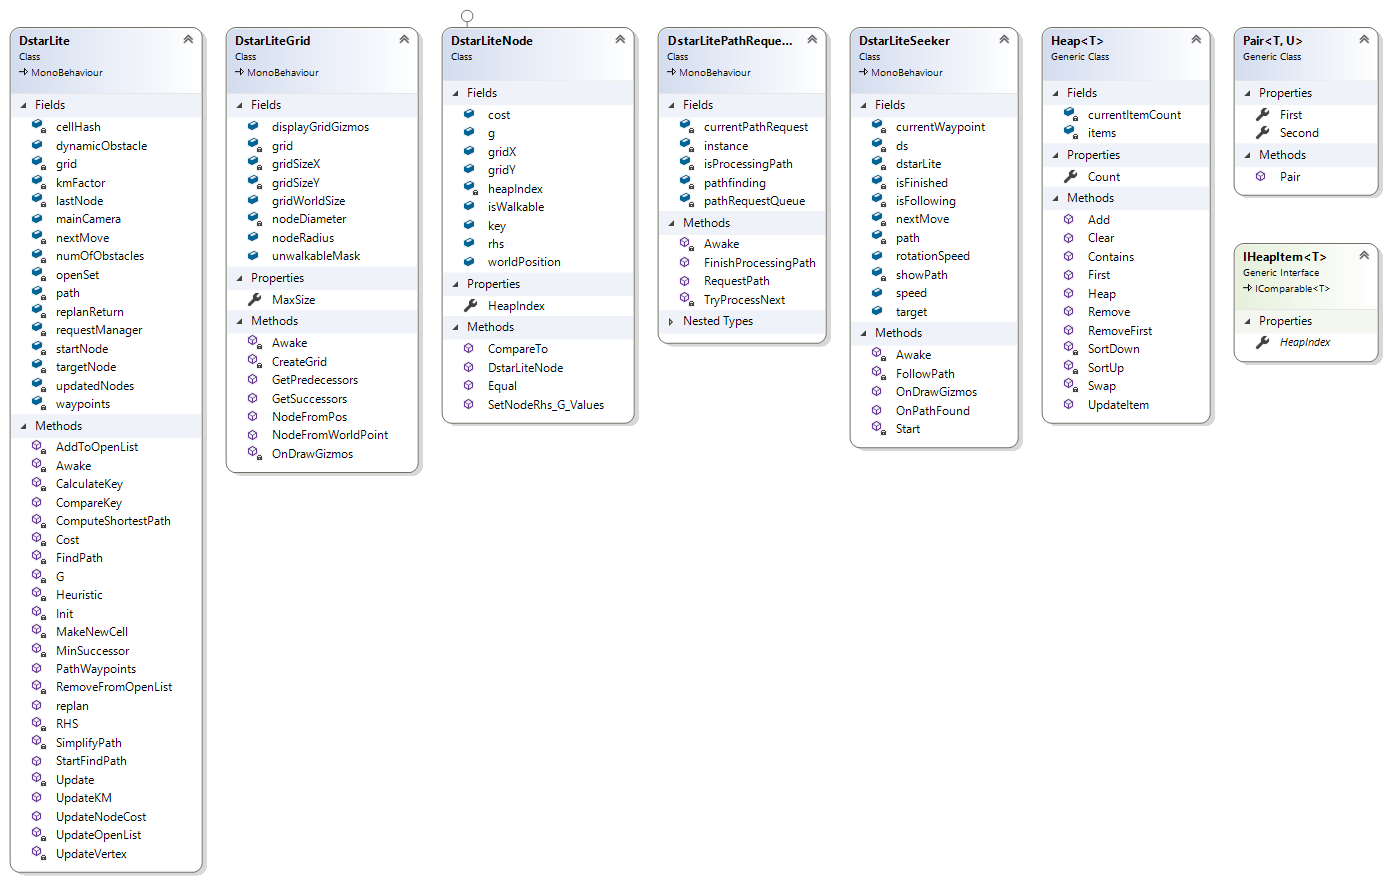 DstarLite
Class
MonoBehaviour
Fields
cellHash
dynamicObstacle
grid
kmFactor
lastNode
mainCamera
nextMove
numOfObstacles
openSet
path
replanReturn
requestManager
startNode
targetNode
updatedNodes
waypoints
Methods
AddToOpenList
Awake
CalculateKey
CompareKey
ComputeShortestPath
Cost
FindPath
G
Heuristic
Init
MakeNewCell
MinSuccessor
PathWaypoints
RemoveFromOpenList
replan
RHS
SimplifyPath
StartFindPath
Update
UpdateKM
UpdateNodeCost
UpdateOpenList
UpdateVertex
DstarLiteGrid
Class
MonoBehaviour
Fields
displayGridGizmos
grid
gridSizeX
gridSizeY
gridWorldSize
nodeDiameter
nodeRadius
unwalkableMask
Properties
MaxSize
Methods
Awake
CreateGrid
GetPredecessors
GetSuccessors
NodeFromPos
NodeFromWorldPoint
OnDrawGizmos
DstarLiteNode
Class
Fields
cost
g
gridX
gridY
heapIndex
isWalkable
key
rhs
worldPosition
Properties
HeapIndex
Methods
CompareTo
DstarLiteNode
Equal
SetNodeRhs_G_Values
DstarLitePathReque...
Class
MonoBehaviour
Fields
currentPathRequest
instance
isProcessingPath
pathfinding
pathRequestQueue
Methods
Awake
FinishProcessingPath
RequestPath
TryProcessNext
Nested Types
DstarLiteSeeker
Class
MonoBehaviour
Fields
currentWaypoint
ds
dstarLite
isFinished
isFollowing
nextMove
path
rotationSpeed
showPath
speed
target
Methods
Awake
FollowPath
OnDrawGizmos
OnPathFound
Start
Heap<T>
Generic Class
Fields
currentItemCount
items
Properties
Count
Methods
Add
Clear
Contains
First
Heap
Remove
RemoveFirst
SortDown
SortUp
Swap
UpdateItem
Pair<T, U>
Generic Class
Properties
First
Second
Methods
Pair
IHeapItem<T>
Generic Interface
IComparable<T>
Properties
HeapIndex